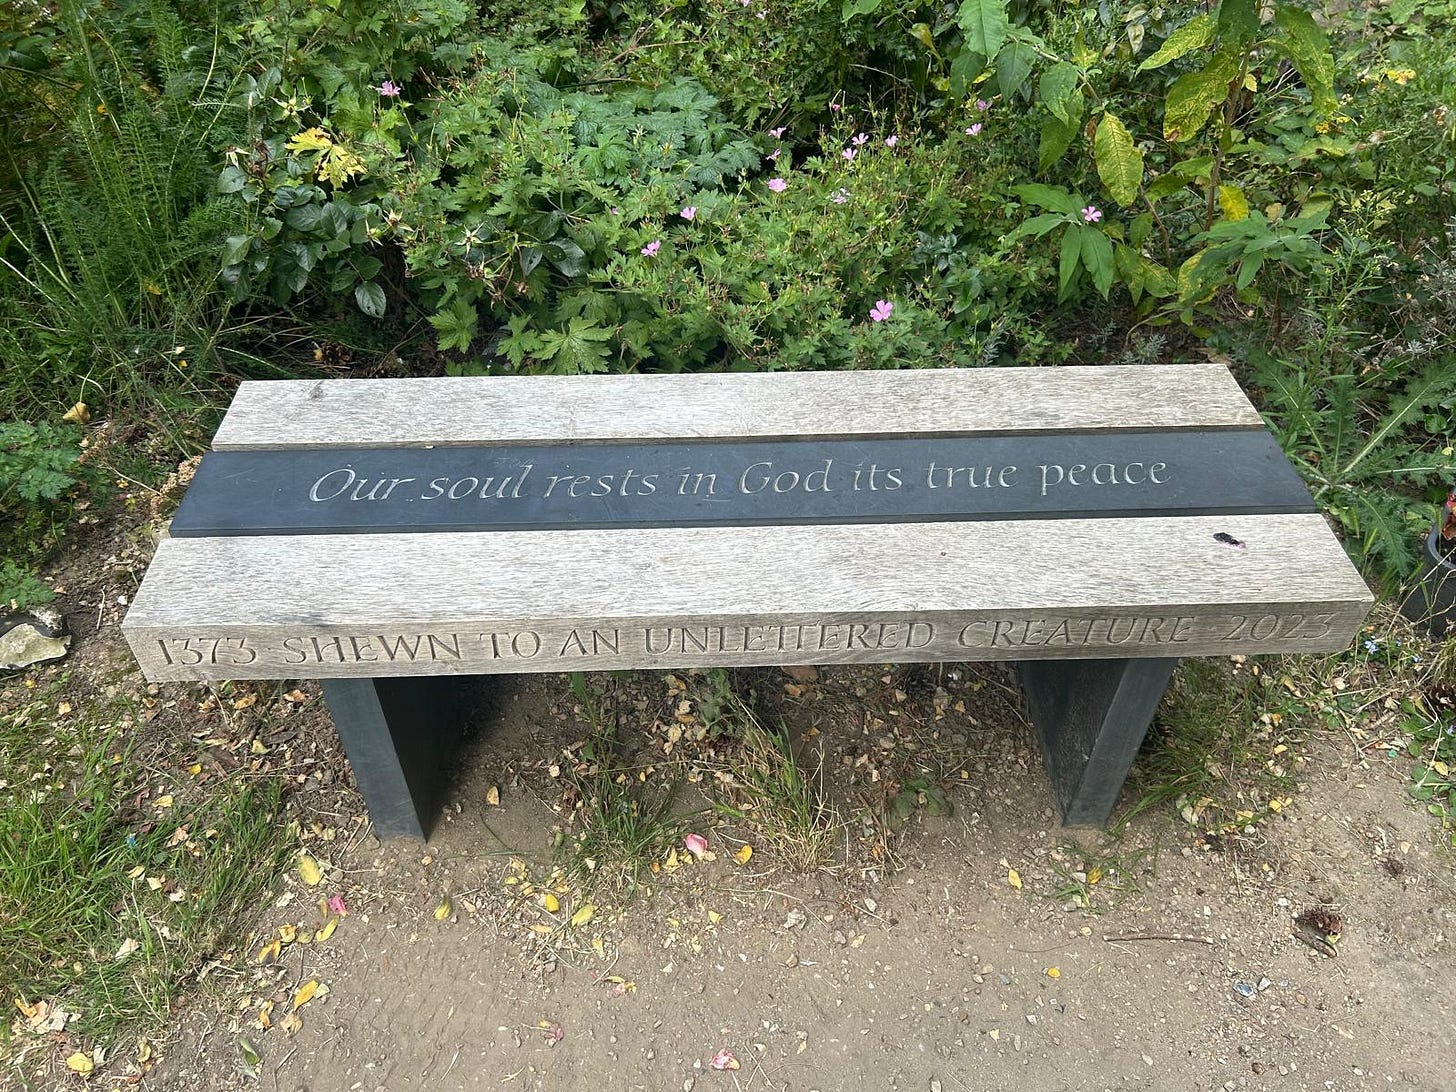 Our soul rests in God its true peace
1373 · SHEWN TO AN UNLETTERED CREATURE 2023